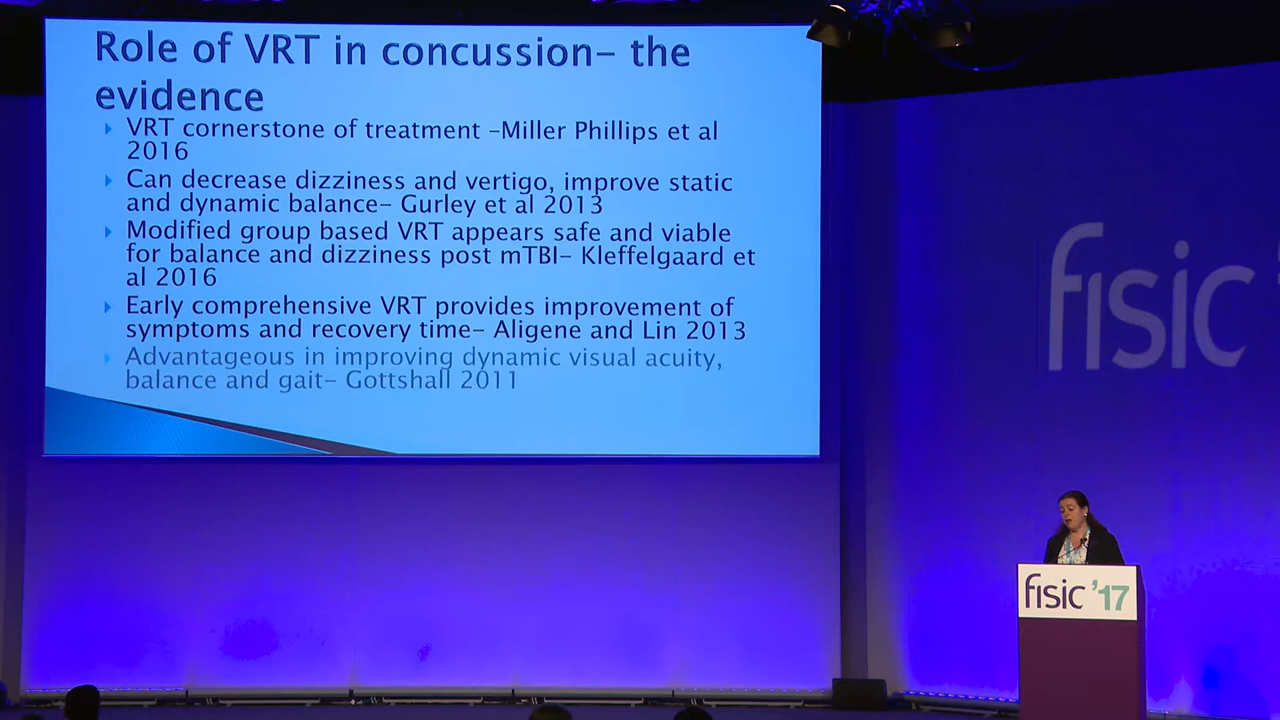 Role of VRT in concussion– the
evidence
VRT cornerstone of treatment –Miller Phillips et al
2016
Can decrease dizziness and vertigo, improve static
and dynamic balance– Gurley et al 2013
Modified group based VRT appears safe and viable
for balance and dizziness post mTBI– Kleffelgaard et
al 2016
Early comprehensive VRT provides improvement of
symptoms and recovery time– Aligene and Lin 2013
Advantageous in improving dynamic visual acuity,
balance and gait– Gottshall 2011
fisic
fisic '17